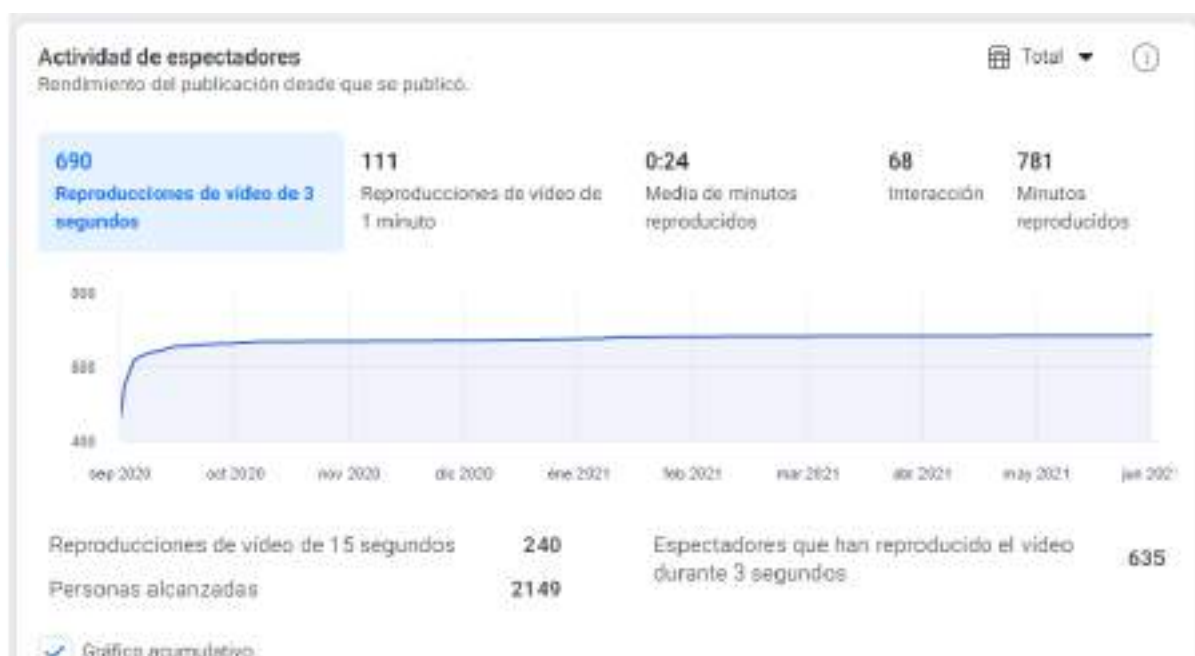 Actividad de espectadores
Total
Rendimiento del publicación desde que se publicó.
690
Reproducciones de vídeo de 3
segundos
111
Reproducciones de vídeo de
1 minuto
0:24
Media de minutos
reproducidos
68
Interacción
781
Minutos
reproducidos
800
600
400
sep 2020 oct 2020 nov 2020 dic 2020 ene 2021 feb 2021 mar 2021 abr 2021 may 2021 jun 2021
Reproducciones de vídeo de 15 segundos 240
Personas alcanzadas 2149
Espectadores que han reproducido el vídeo
durante 3 segundos
635
Gráfico acumulativo